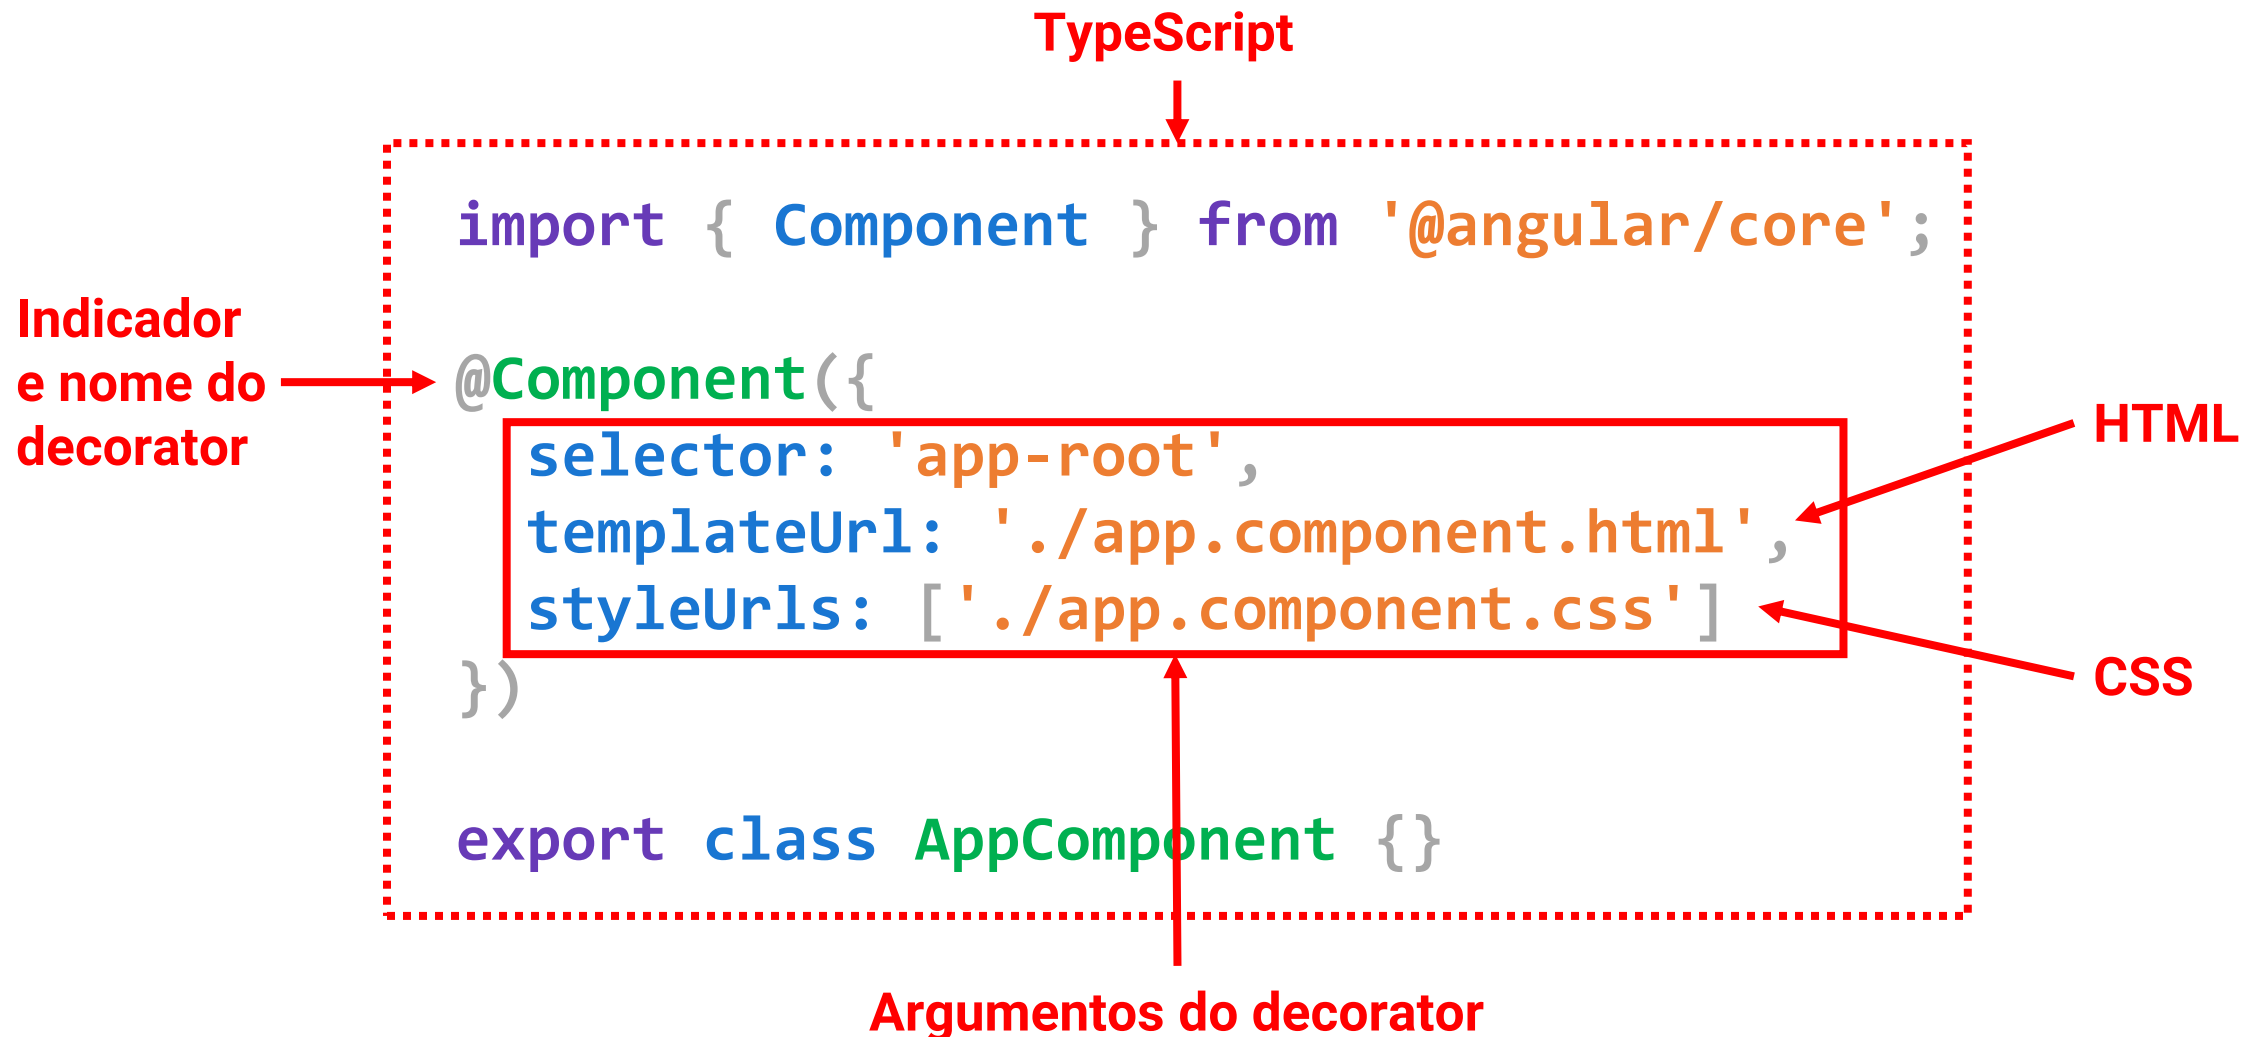 TypeScript
import { Component } from '@angular/core';
Indicador
e nome do
decorator
@Component({
selector: 'app-root',
templateUrl: './app.component.html',
styleUrls: ['./app.component.css']
})
HTML
CSS
export class AppComponent {}
Argumentos do decorator